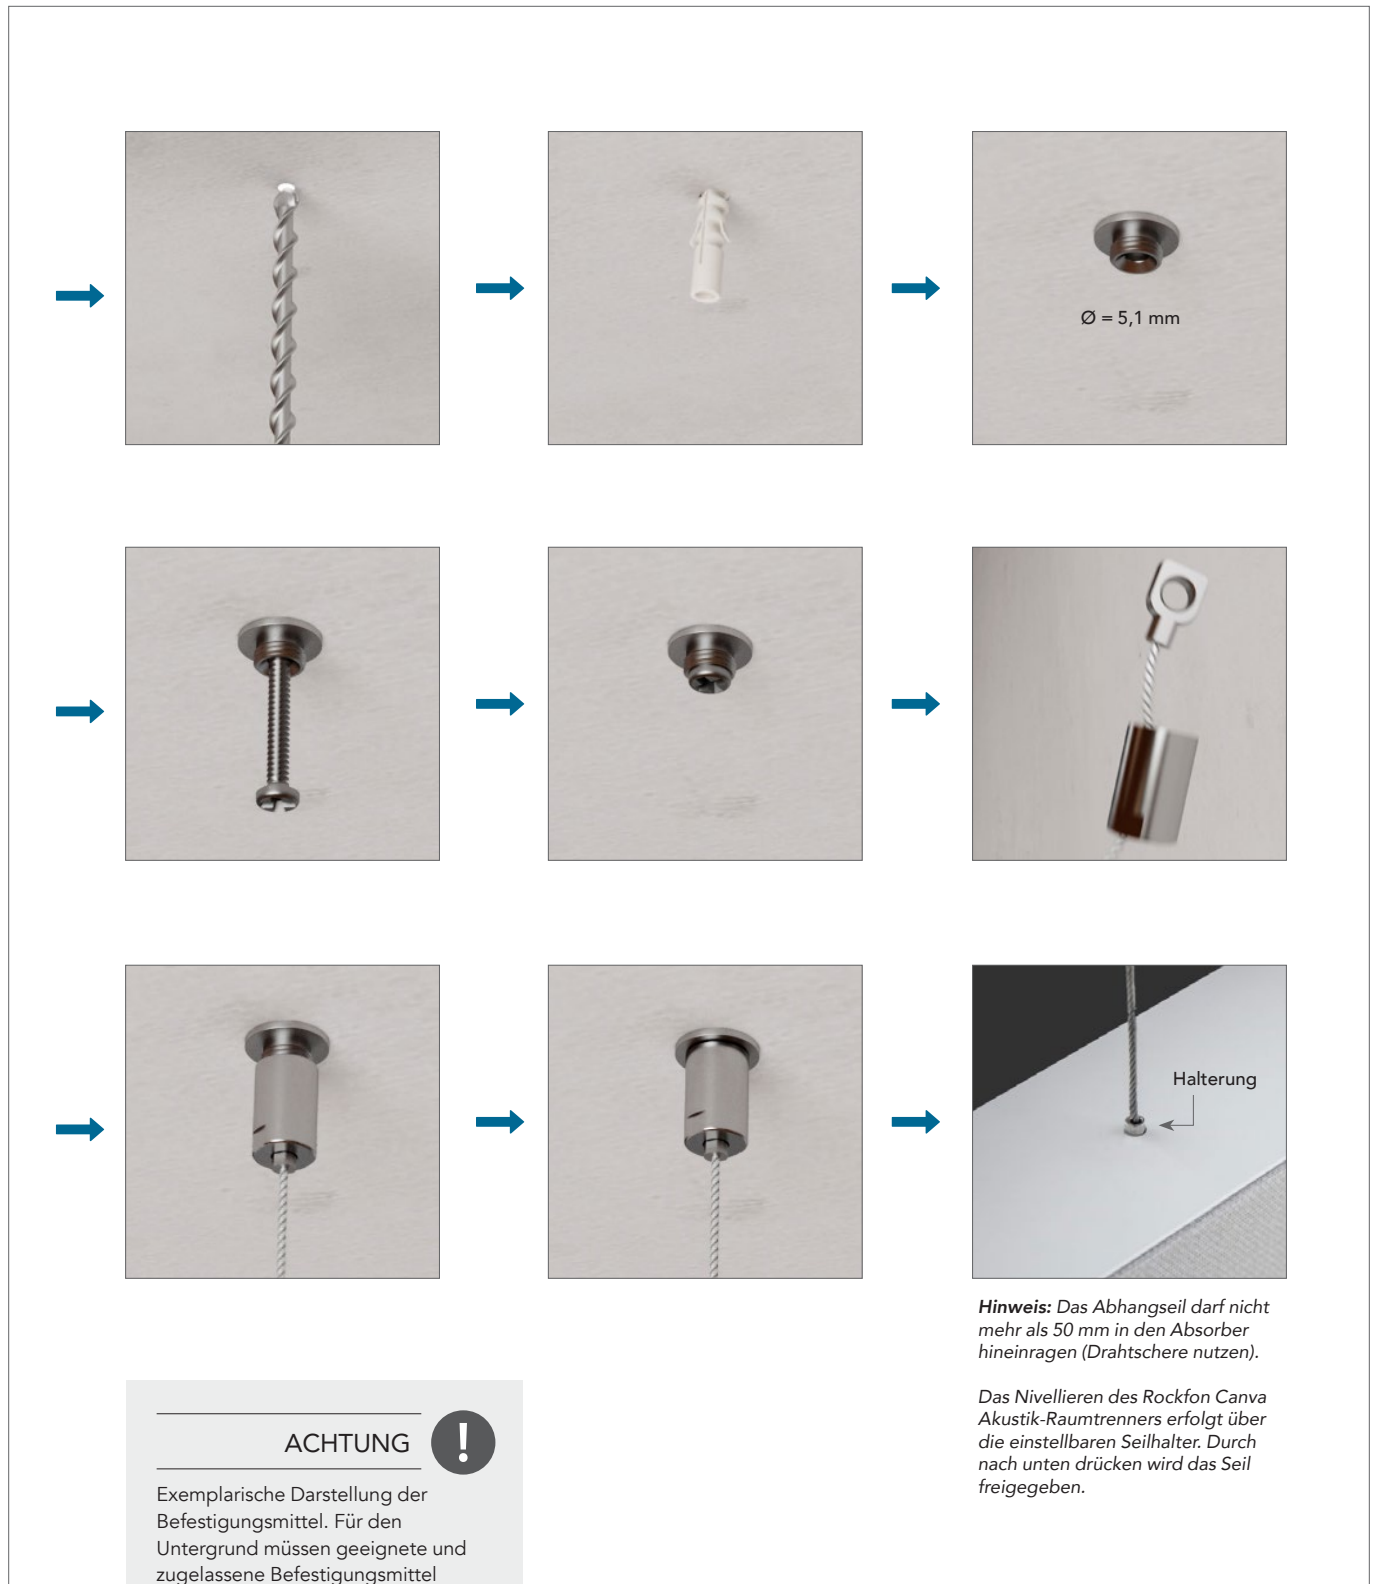 Ø = 5,1 mm
Halterung
Hinweis: Das Abhangseil darf nicht
mehr als 50 mm in den Absorber
hineinragen (Drahtschere nutzen).
Das Nivellieren des Rockfon Canva
Akustik-Raumtrenners erfolgt über
die einstellbaren Seilhalter. Durch
nach unten drücken wird das Seil
freigegeben.
ACHTUNG
Exemplarische Darstellung der
Befestigungsmittel. Für den
Untergrund müssen geeignete und
zugelassene Befestigungsmittel